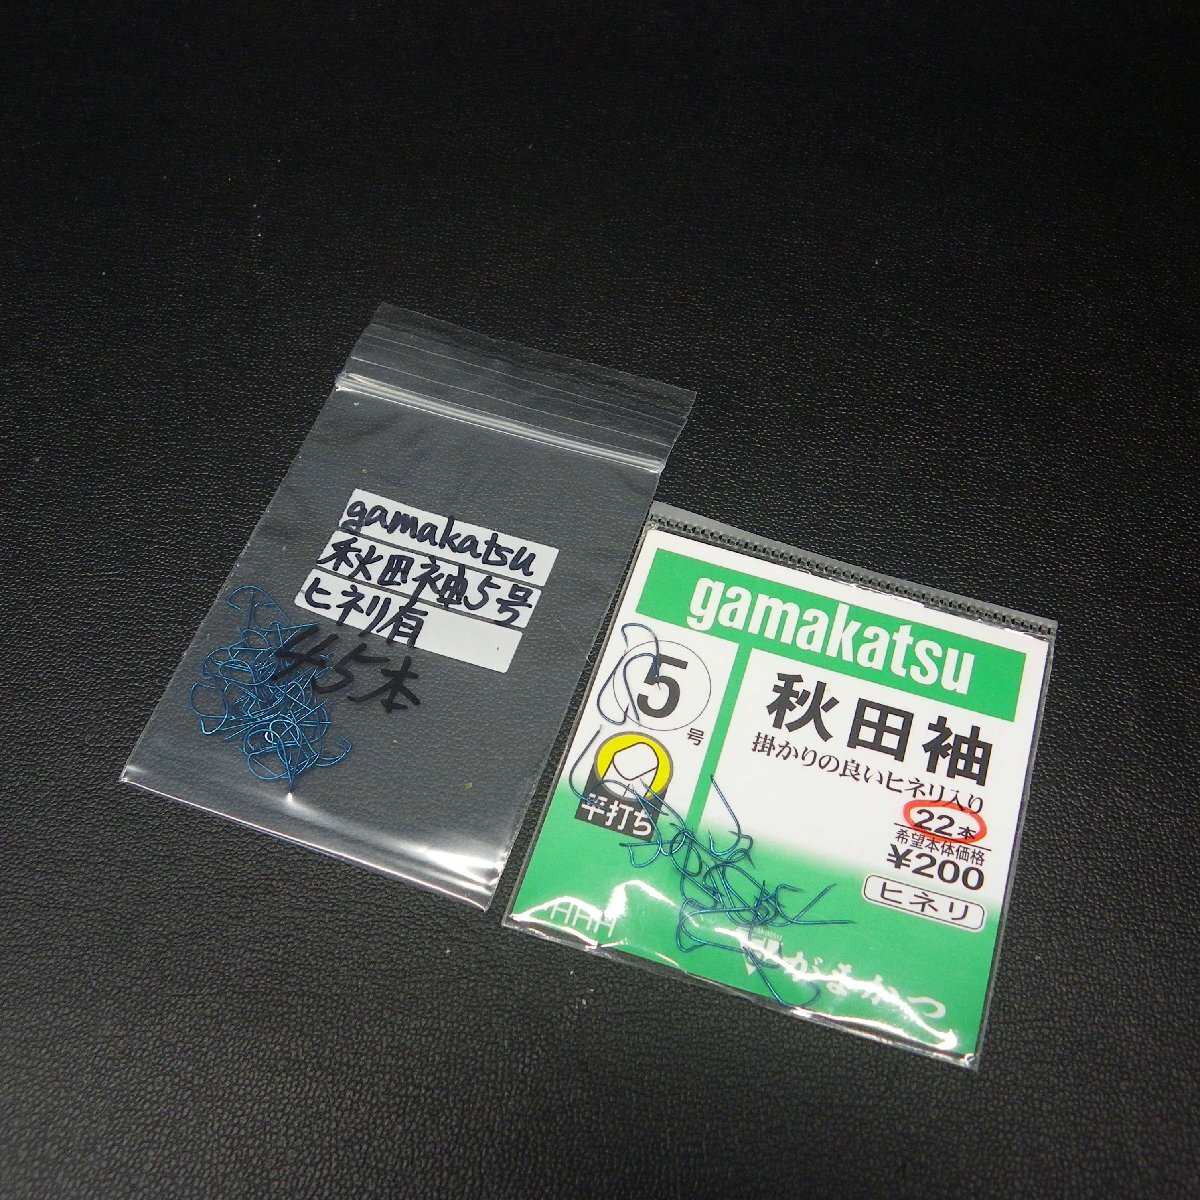 gamakatsu
秋田袖5号
ヒネリ有
45本
gamakatsu
5
号
平打ち
秋田袖
掛かりの良いヒネリ入り
22本
希望本体価格
¥200
ヒネリ
HHH
がまかつ